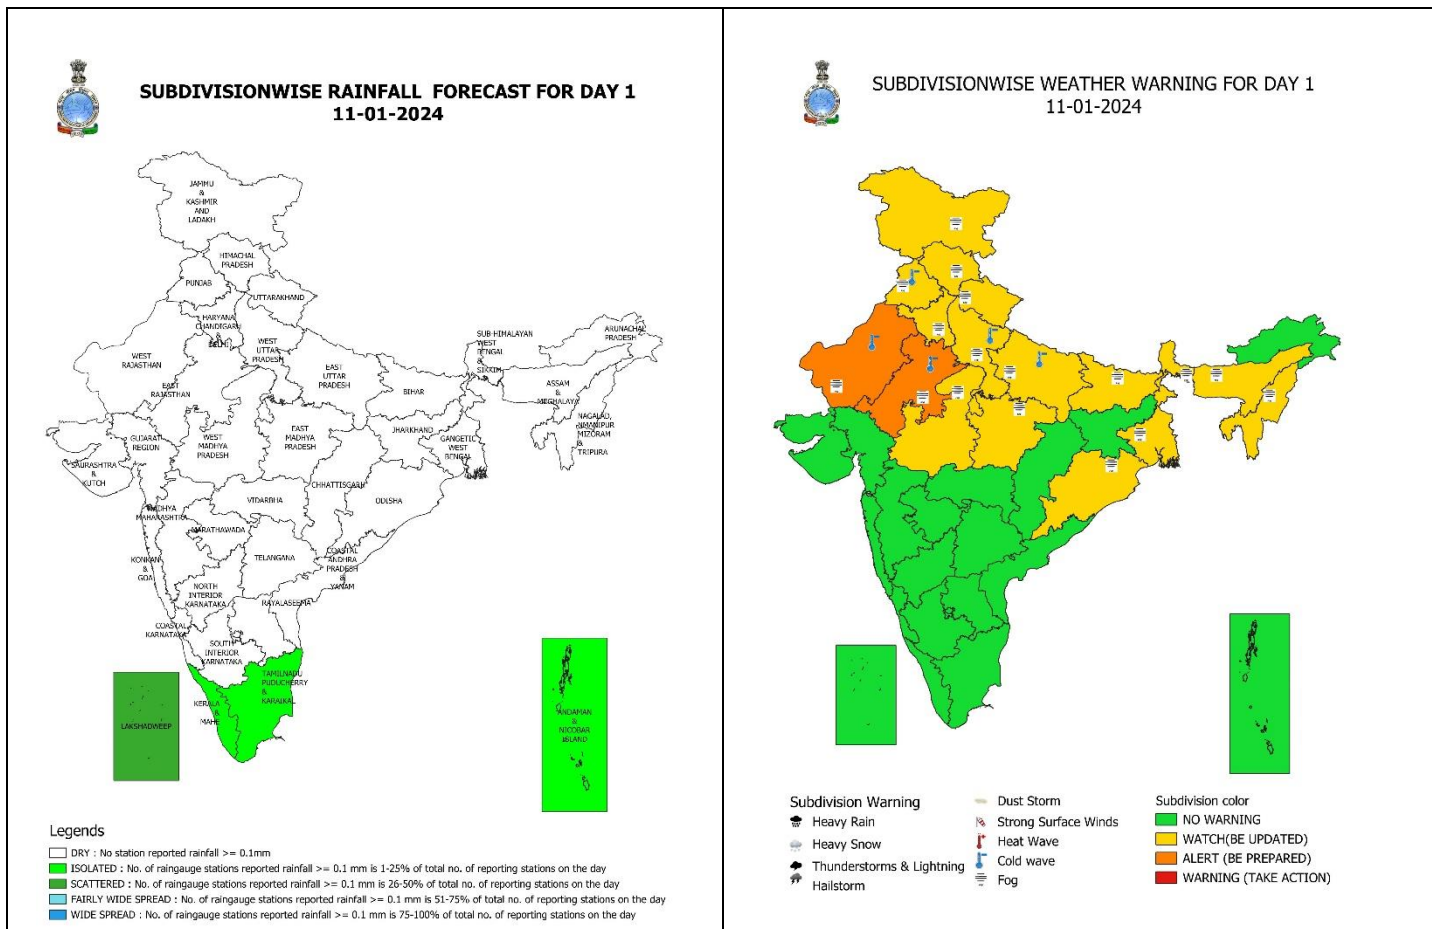 SUBDIVISIONWISE RAINFALL FORECAST FOR DAY 1
11-01-2024
JAMMU
&
KASHMIR
AND
LADAKH
HIMACHAL
PRADESH
PUNJAB
UTTARAKHAND
HARYANA
CHANDIGARH
&
DELHI
WEST
UTTAR
PRADESH
WEST
RAJASTHAN
EAST
RAJASTHAN
EAST
UTTAR
PRADESH
SUB-HIMALAYAN
WEST
BENGAL
&
SIKKIM
ARUNACHAL
PRADESH
ASSAM
&
MEGHALAYA
BIHAR
NAGALAD,
MANIPUR
MIZORAM
&
TRIPURA
JHARKHAND
GANGETIC
WEST
BENGAL
GUJARAT
REGION
WEST
MADHYA
PRADESH
EAST
MADHYA
PRADESH
SAURASHTRA
&
KUTCH
CHHATTISGARH
ODISHA
VIDARBHA
MADHYA
MAHARASHTRA
MARATHAWADA
TELANGANA
COASTAL
ANDHRA
PRADESH
&
YANAM
KONKAN
&
GOA
NORTH
INTERIOR
KARNATAKA
RAYALASEEMA
COASTAL
KARNATAKA
SOUTH
INTERIOR
KARNATAKA
TAMILNADU
PUDUCHERRY
&
KARAIKAL
KERALA
&
MAHE
LAKSHADWEEP
ANDAMAN
&
NICOBAR
ISLAND
Legends
DRY : No station reported rainfall >= 0.1mm
ISOLATED : No. of raingauge stations reported rainfall >= 0.1 mm is 1-25% of total no. of reporting stations on the day
SCATTERED : No. of raingauge stations reported rainfall >= 0.1 mm is 26-50% of total no. of reporting stations on the day
FAIRLY WIDE SPREAD : No. of raingauge stations reported rainfall >= 0.1 mm is 51-75% of total no. of reporting stations on the day
WIDE SPREAD : No. of raingauge stations reported rainfall >= 0.1 mm is 75-100% of total no. of reporting stations on the day
SUBDIVISIONWISE WEATHER WARNING FOR DAY 1
11-01-2024
Subdivision Warning
Heavy Rain
Heavy Snow
Thunderstorms & Lightning
Hailstorm
Dust Storm
Strong Surface Winds
Heat Wave
Cold wave
Fog
Subdivision color
NO WARNING
WATCH(BE UPDATED)
ALERT (BE PREPARED)
WARNING (TAKE ACTION)